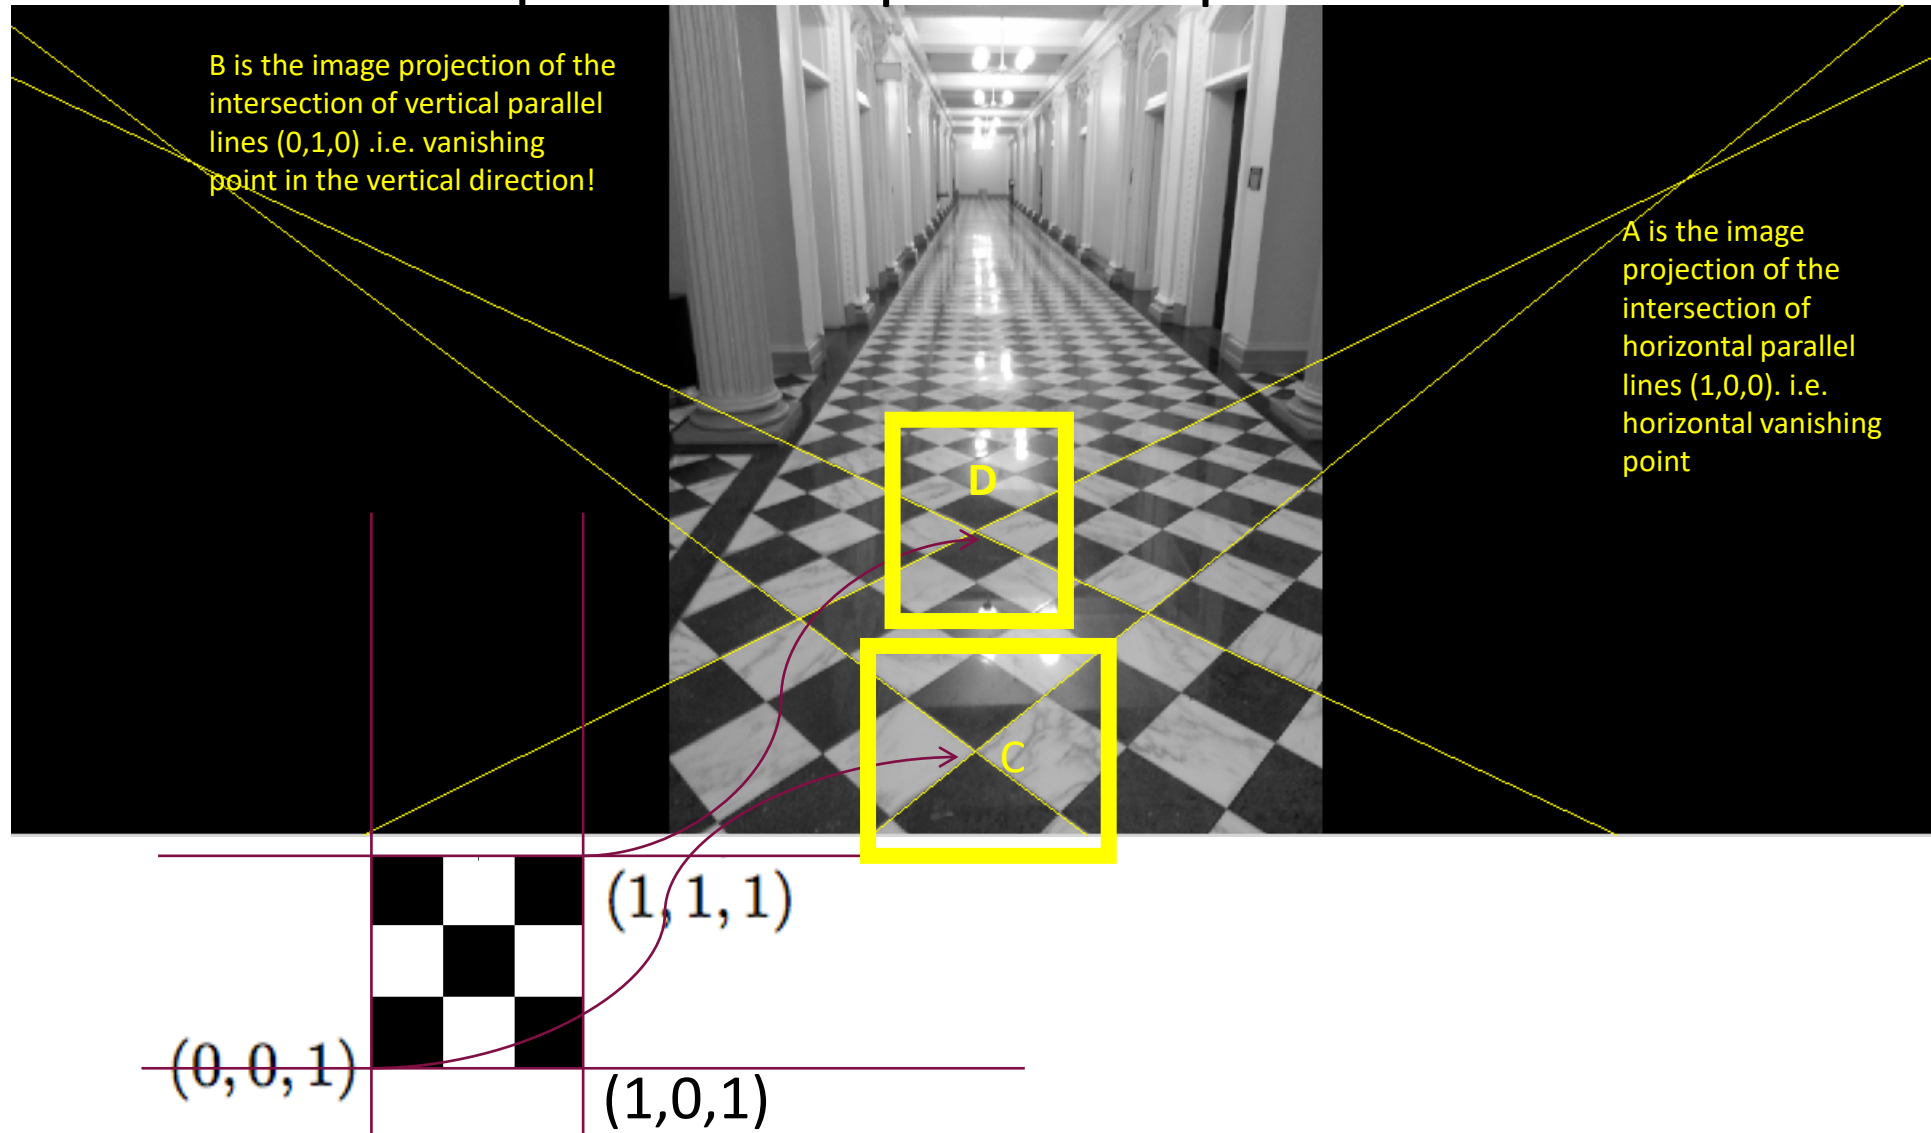 B is the image projection of the
intersection of vertical parallel
lines (0,1,0) .i.e. vanishing
point in the vertical direction!
A is the image
projection of the
intersection of
horizontal parallel
lines (1,0,0). i.e.
horizontal vanishing
point
D
C
(1, 1, 1)
(0, 0, 1)
(1,0,1)